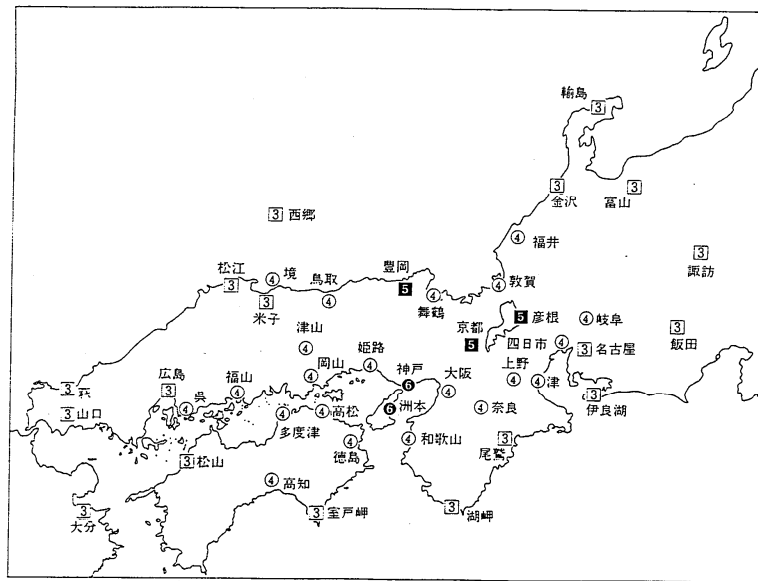 輪島
3
3
金沢
3
富山
3 西郷
4 福井
3
諏訪
松江
3
4 境
3
米子
鳥取
4
豊岡
5
4
舞鶴
4 敦賀
5 彦根
4 岐阜
3
飯田
京都
5
四日市 4
3 名古屋
津山
4
岡山
4
姫路
4
神戸
6
6 洲本
4 大阪
上野
4
4 津
4 奈良
3
伊良湖
3 萩
3 山口
広島
3
4 呉
福山
4
4
多度津
4 高松
4
徳島
4 和歌山
3
尾鷲
3 松山
4 高知
3 室戸岬
3
潮岬
3
大分